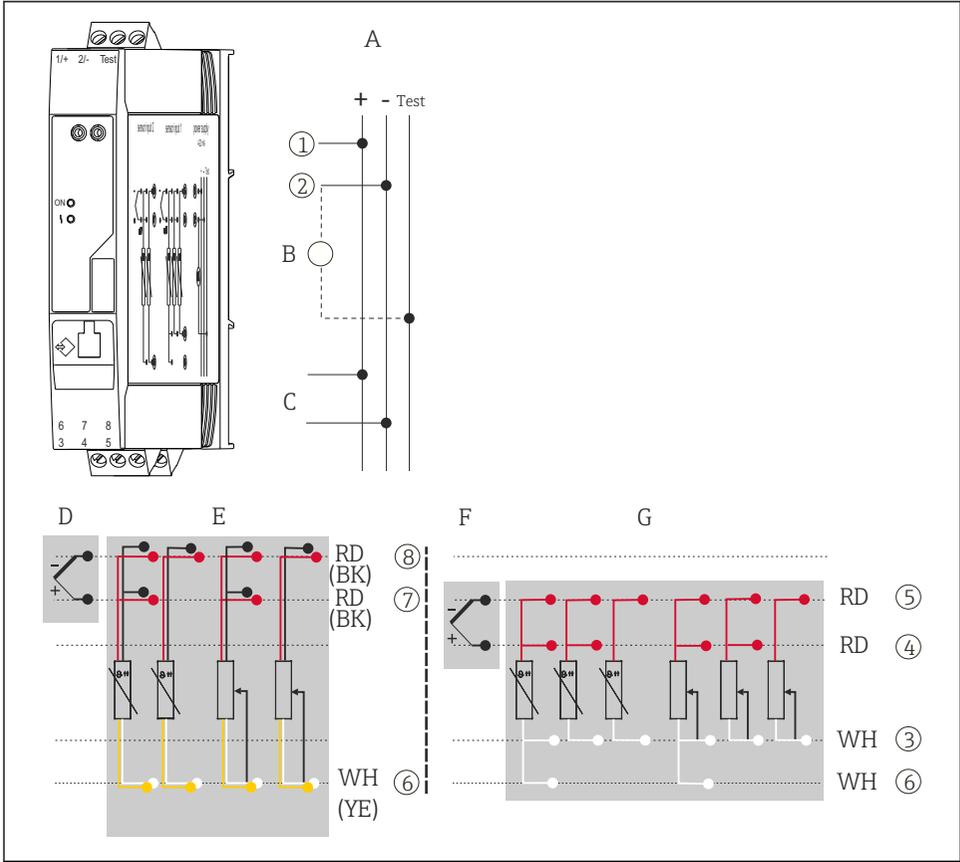 A
1/+ 2/- Test
+ - Test
1
2
ON
B
C
6 7 8
3 4 5
D E F G
RD 8
(BK)
RD 7
(BK)
- +
- +
RD 5
RD 4
WH 3
WH 6
(YE)
WH 6